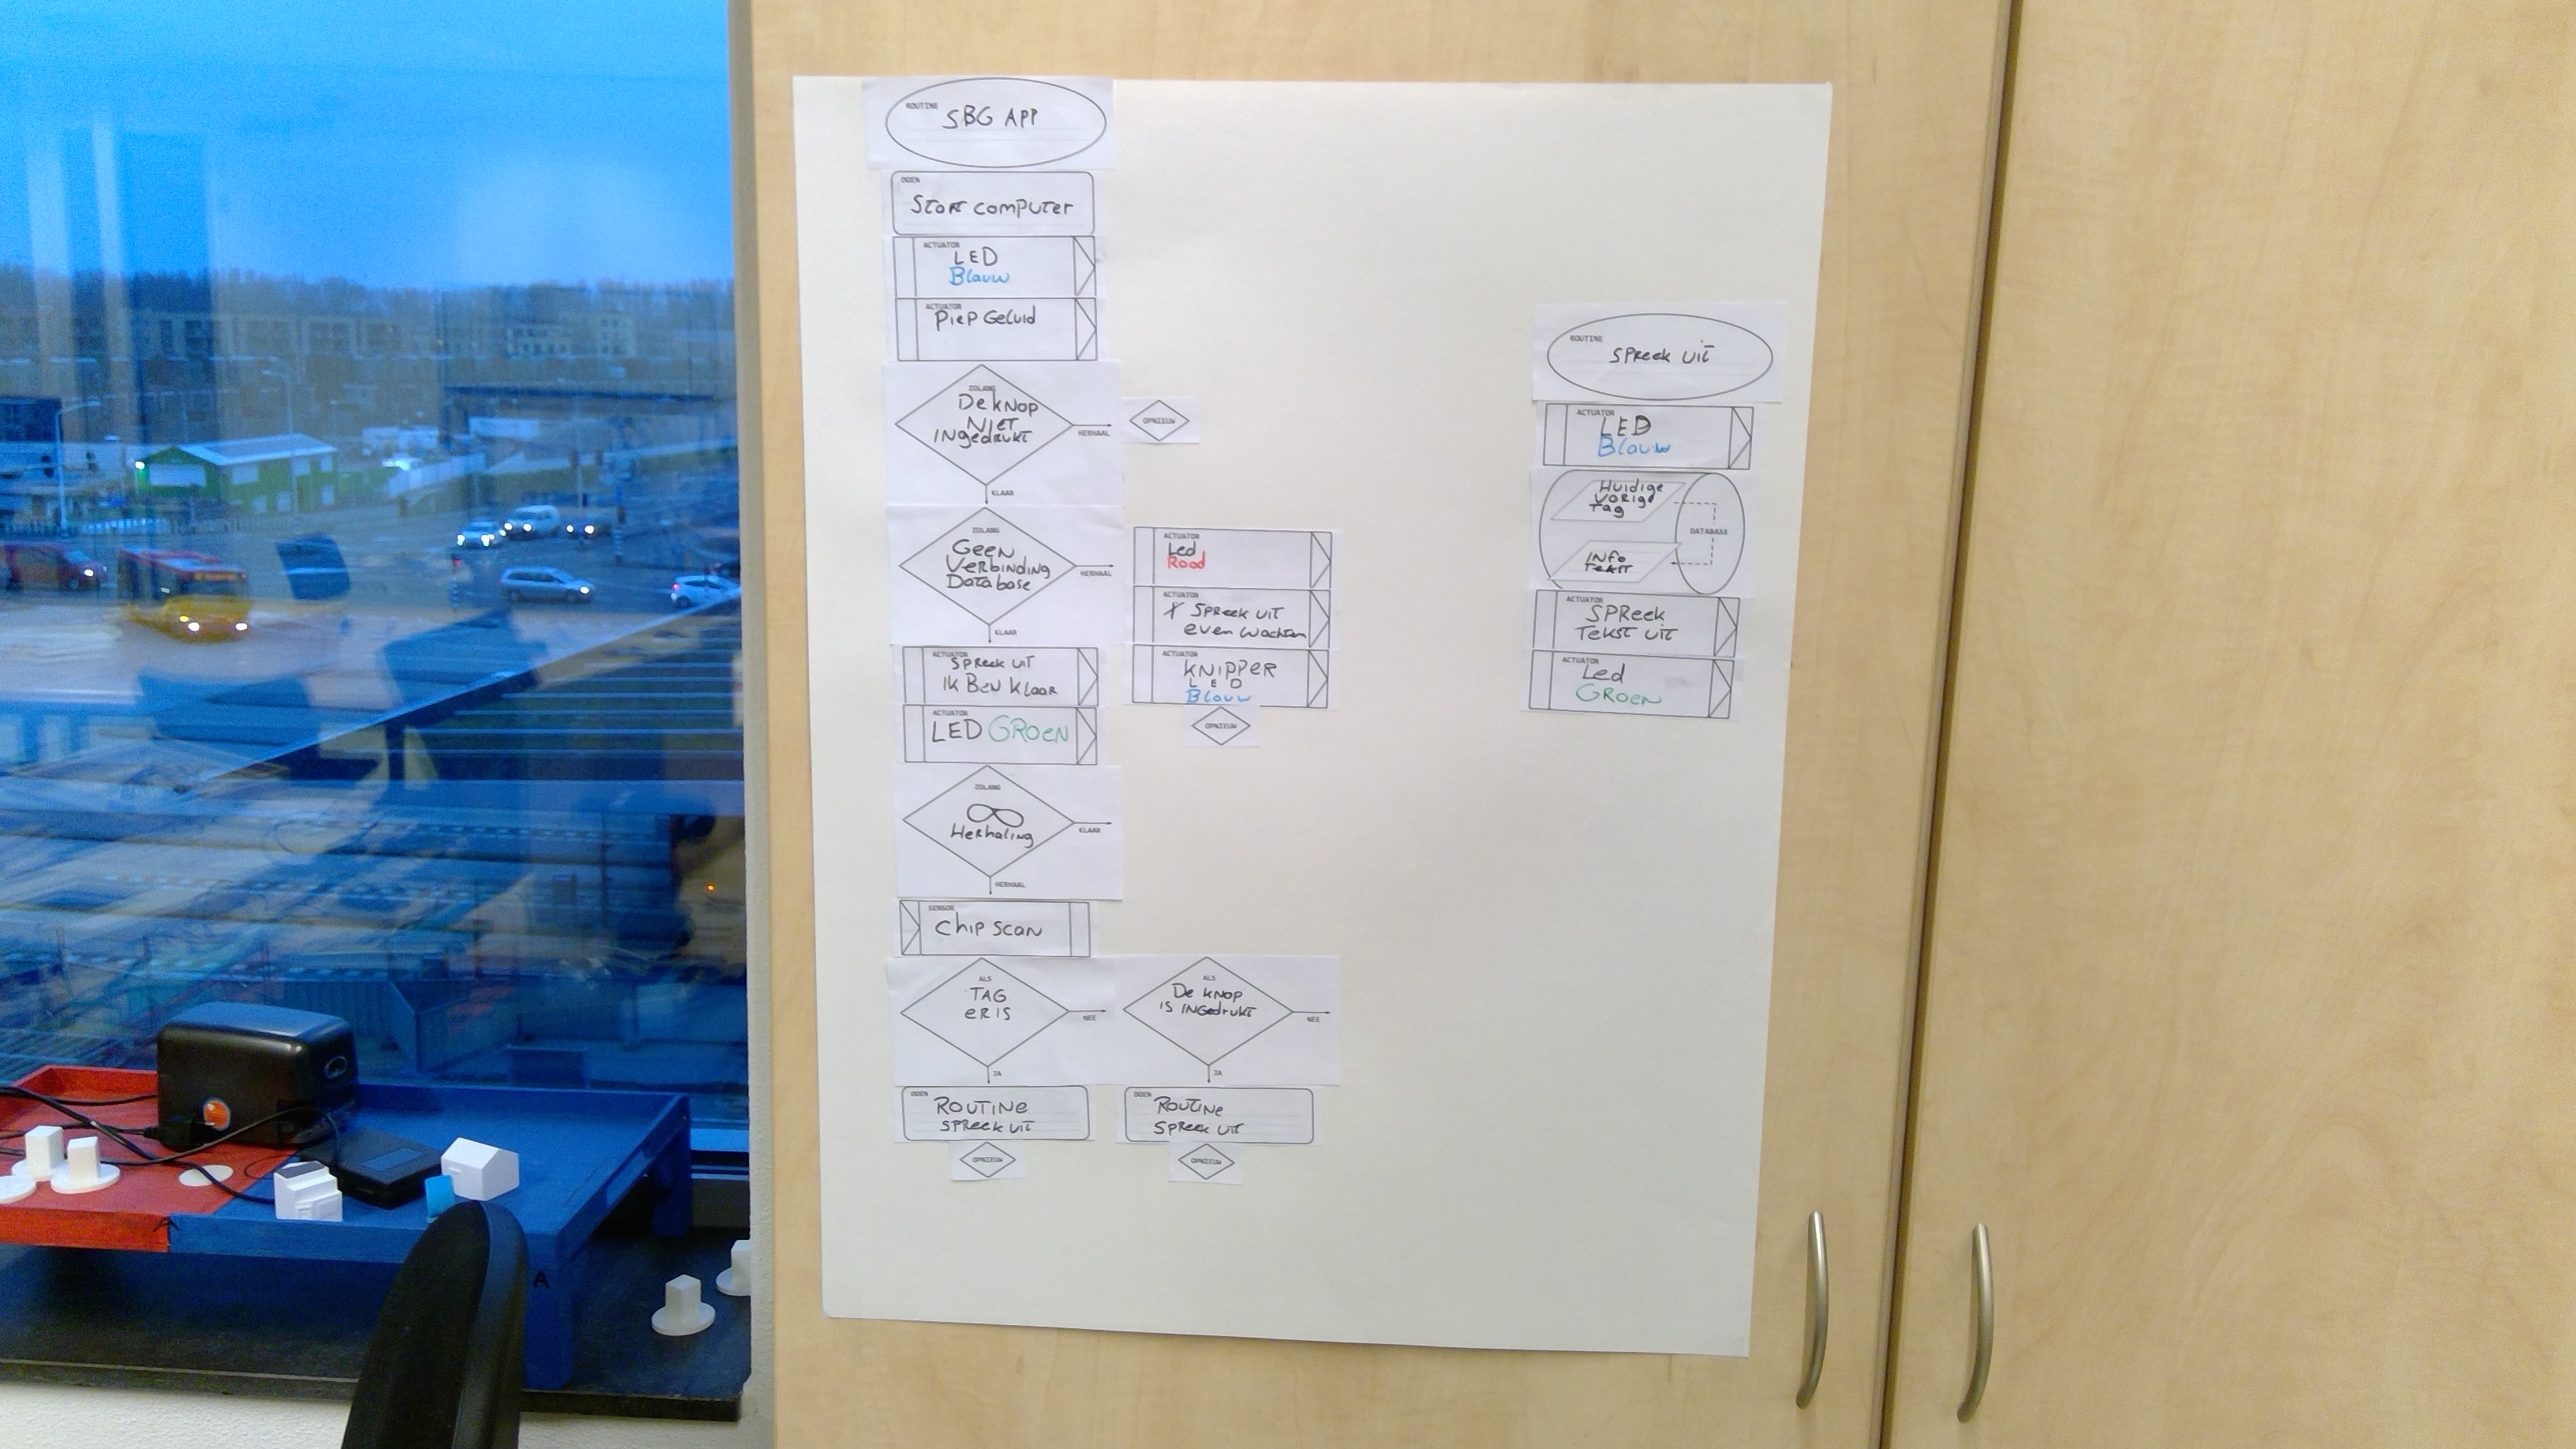 ROUTINE
SBG APP
DOEN
Start computer
ACTUATOR
LED
Blauw
ACTUATOR
Piep Geluid
ZOLANG
De knop
NIET
INgedrukt
HERHAAL
KLAAR
OPNIEUW
ZOLANG
Geen
Verbinding
Database
HERHAAL
KLAAR
ACTUATOR
Led
Rood
ACTUATOR
Spreek uit
even wachten
ACTUATOR
KNIPPER
LED
Blauw
OPNIEUW
ACTUATOR
Spreek uit
ik Ben klaar
ACTUATOR
LED GROEN
ZOLANG
∞
Herhaling
KLAAR
HERHAAL
SENSOR
Chip scan
ALS
TAG
er is
NEE
JA
ALS
De knop
is INGedrukt
NEE
JA
DOEN
ROUTINE
spreek uit
OPNIEUW
DOEN
Routine
spreek uit
OPNIEUW
ROUTINE
Spreek uit
ACTUATOR
LED
Blauw
Huidige
Vorige
Tag
DATABASE
INFO
Tekst
ACTUATOR
SPReek
Tekst uit
ACTUATOR
Led
GROEN
A
A